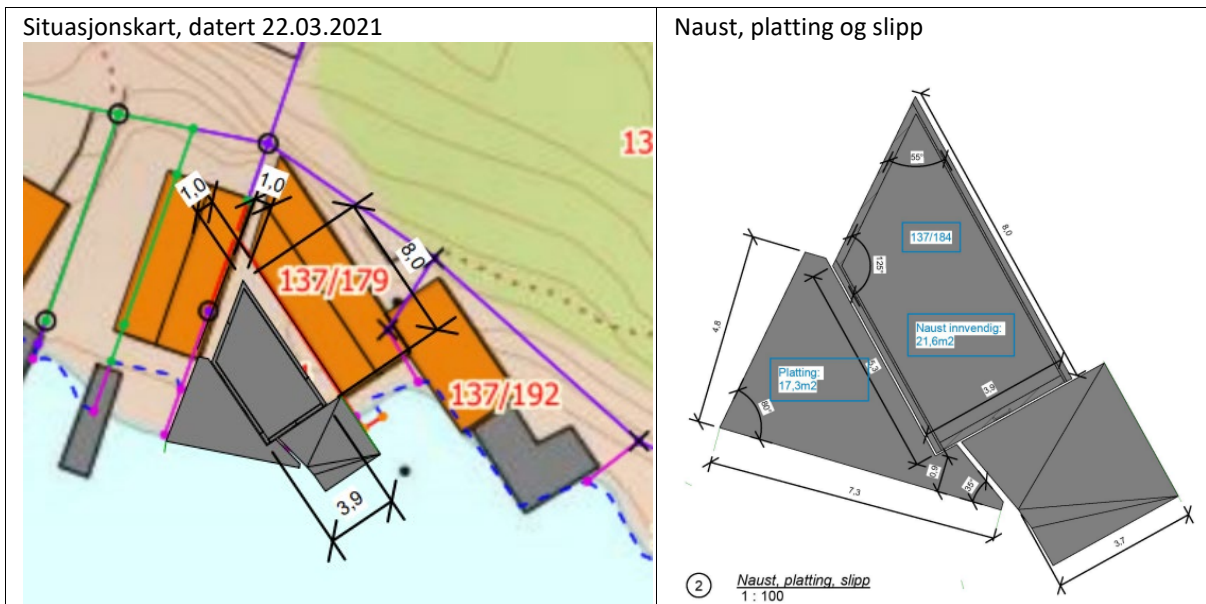 Situasjonskart, datert 22.03.2021
1,0
1,0
13
8,0
137/179
137/192
3,9
Naust, platting og slipp
55°
8,0
137/184
125°
4,8
Naust innvendig:
21,6m2
Platting:
17,3m2
3,9
80°
0,9
35°
7,3
3,7
2
Naust, platting, slipp
1 : 100